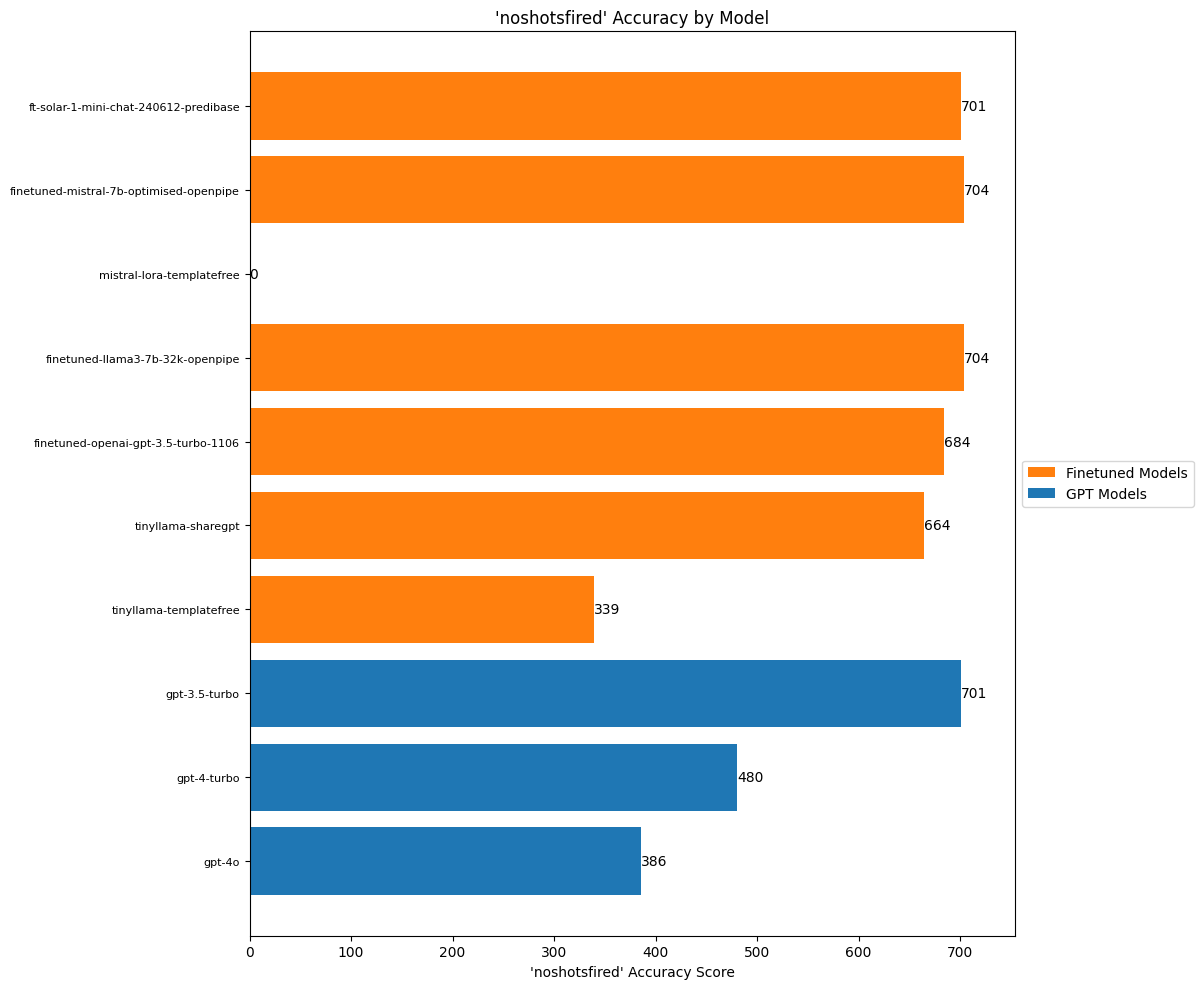 'noshotsfired' Accuracy by Model
ft-solar-1-mini-chat-240612-predibase
701
finetuned-mistral-7b-optimised-openpipe
704
mistral-lora-templatefree
0
finetuned-llama3-7b-32k-openpipe
704
finetuned-openai-gpt-3.5-turbo-1106
684
Finetuned Models
GPT Models
tinyllama-sharegpt
664
tinyllama-templatefree
339
gpt-3.5-turbo
701
gpt-4-turbo
480
gpt-4o
386
0 100 200 300 400 500 600 700
'noshotsfired' Accuracy Score